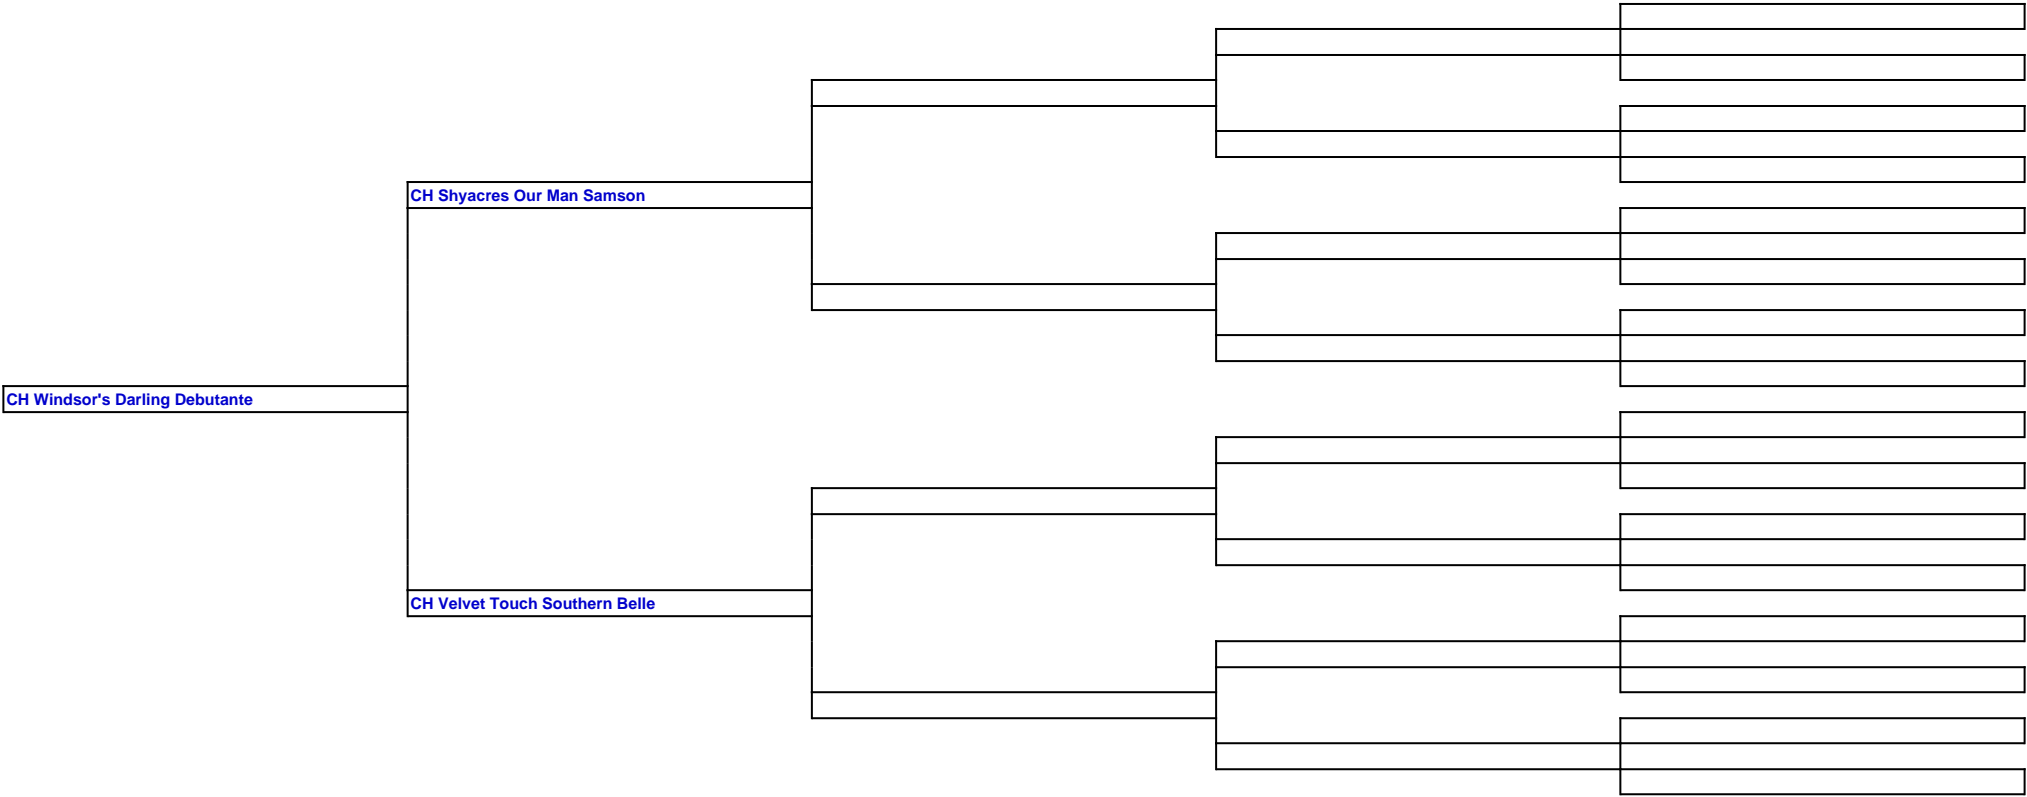 CH Shyacres Our Man Samson
CH Windsor's Darling Debutante
CH Velvet Touch Southern Belle